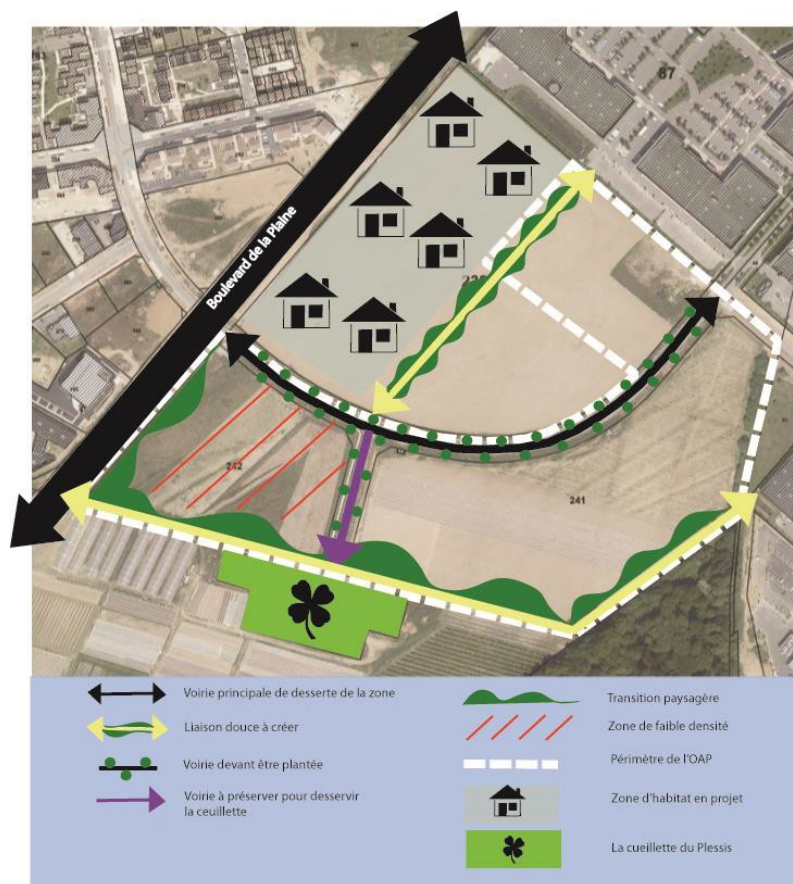 87
Boulevard de la Plaine
242
241
Voirie principale de desserte de la zone
Liaison douce à créer
Voirie devant être plantée
Voirie à préserver pour desservir
la ceuillette
Transition paysagère
Zone de faible densité
Périmètre de l'OAP
Zone d'habitat en projet
La cueillette du Plessis